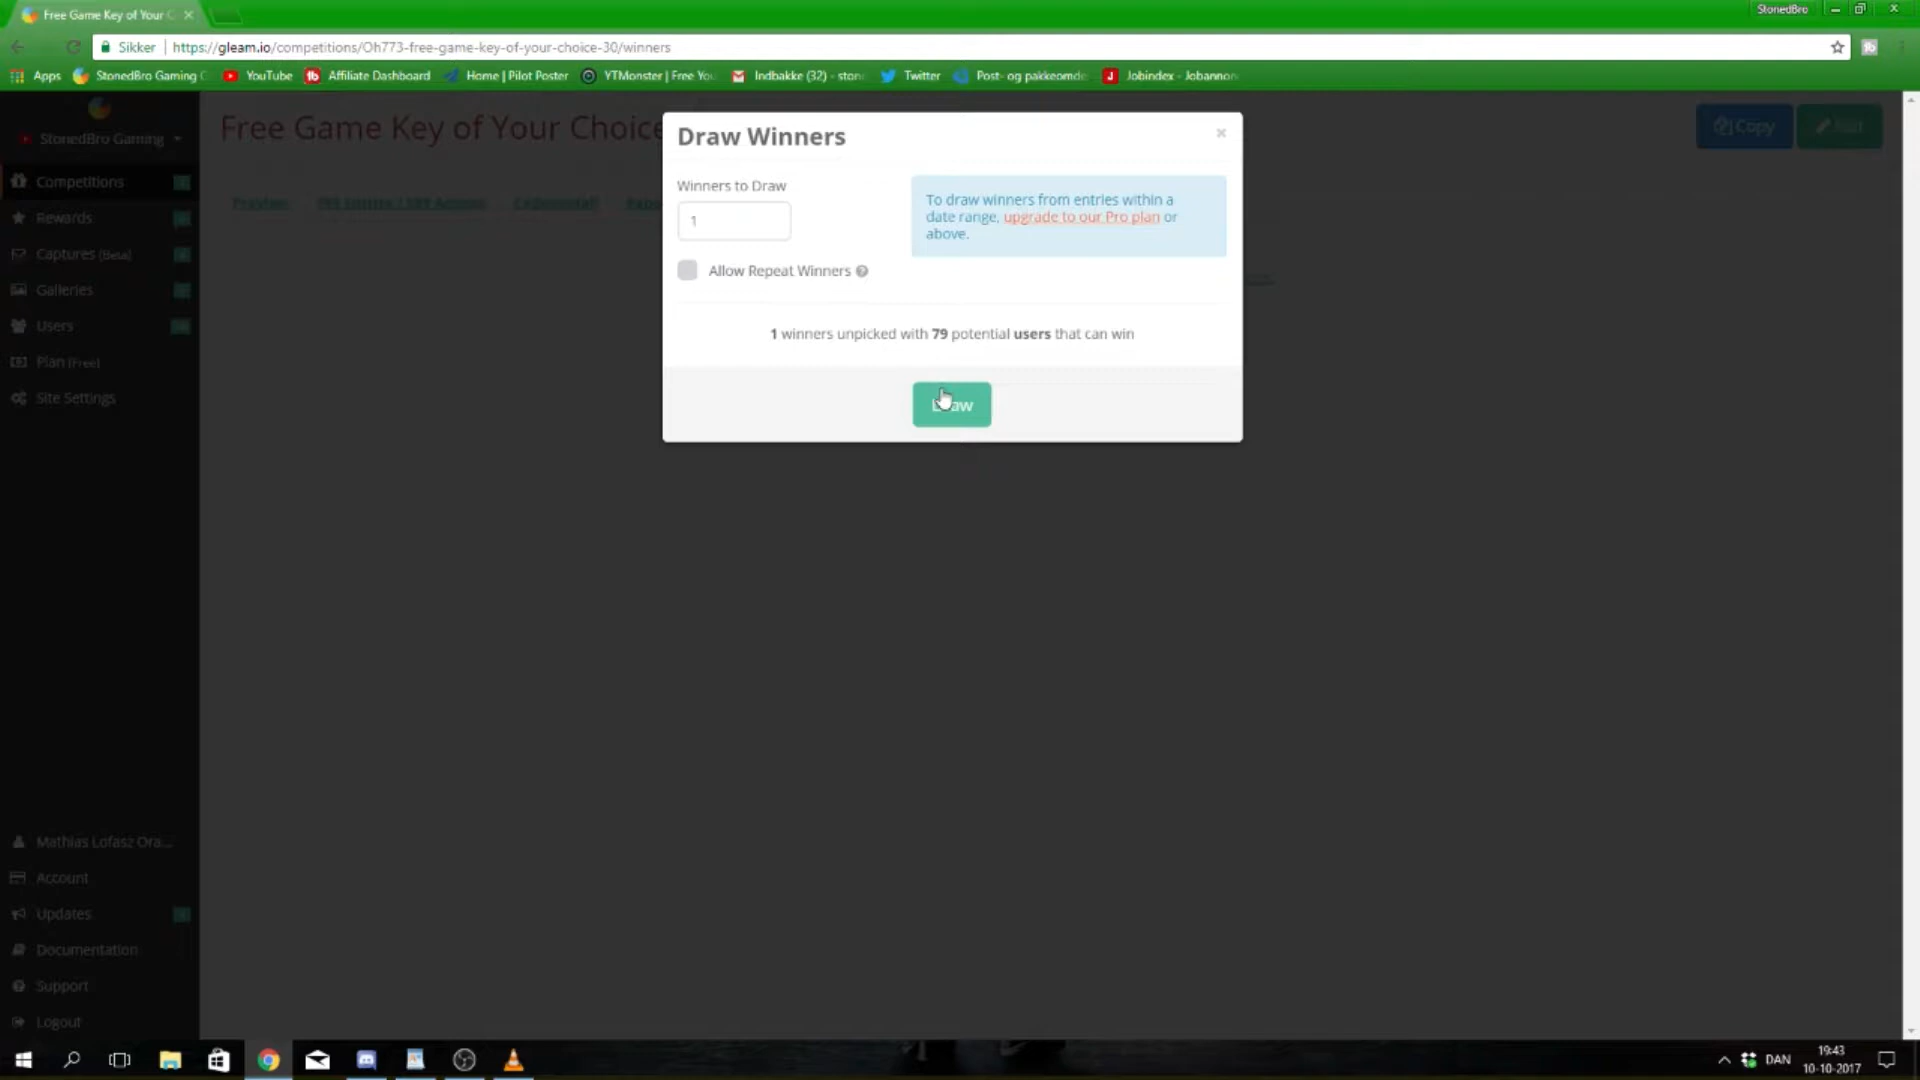 Free Game Key of Your C
StonedBro
Sikker
https://gleam.io/competitions/Oh773-free-game-key-of-your-choice-30/winners
Apps
StonedBro Gaming
YouTube
Affiliate Dashboard
Home | Pilot Poster
YTMonster | Free You
Indbakke (32) - ston
Twitter
Post- og pakkeomde
Jobindex - Jobannon
StonedBro Gaming
Free Game Key of Your Choice
Copy
Edit
Competitions
Rewards
Captures (Beta)
Galleries
Users
Plan (Free)
Site Settings
Draw Winners
×
Winners to Draw
1
To draw winners from entries within a
date range, upgrade to our Pro plan or
above.
Allow Repeat Winners
1 winners unpicked with 79 potential users that can win
Mathias Lofasz Ora...
Account
Updates
Documentation
Support
Logout
DAN
19:43
10-10-2017